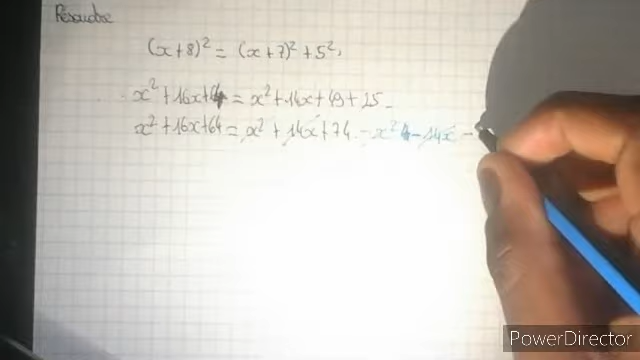 Résoudre
(x+8)² = (x+7)² + 5²,
x² + 16x + 64 = x² + 14x + 49 + 25
x² + 16x + 64 = x² + 14x + 74 - x² - 14x -
PowerDirector